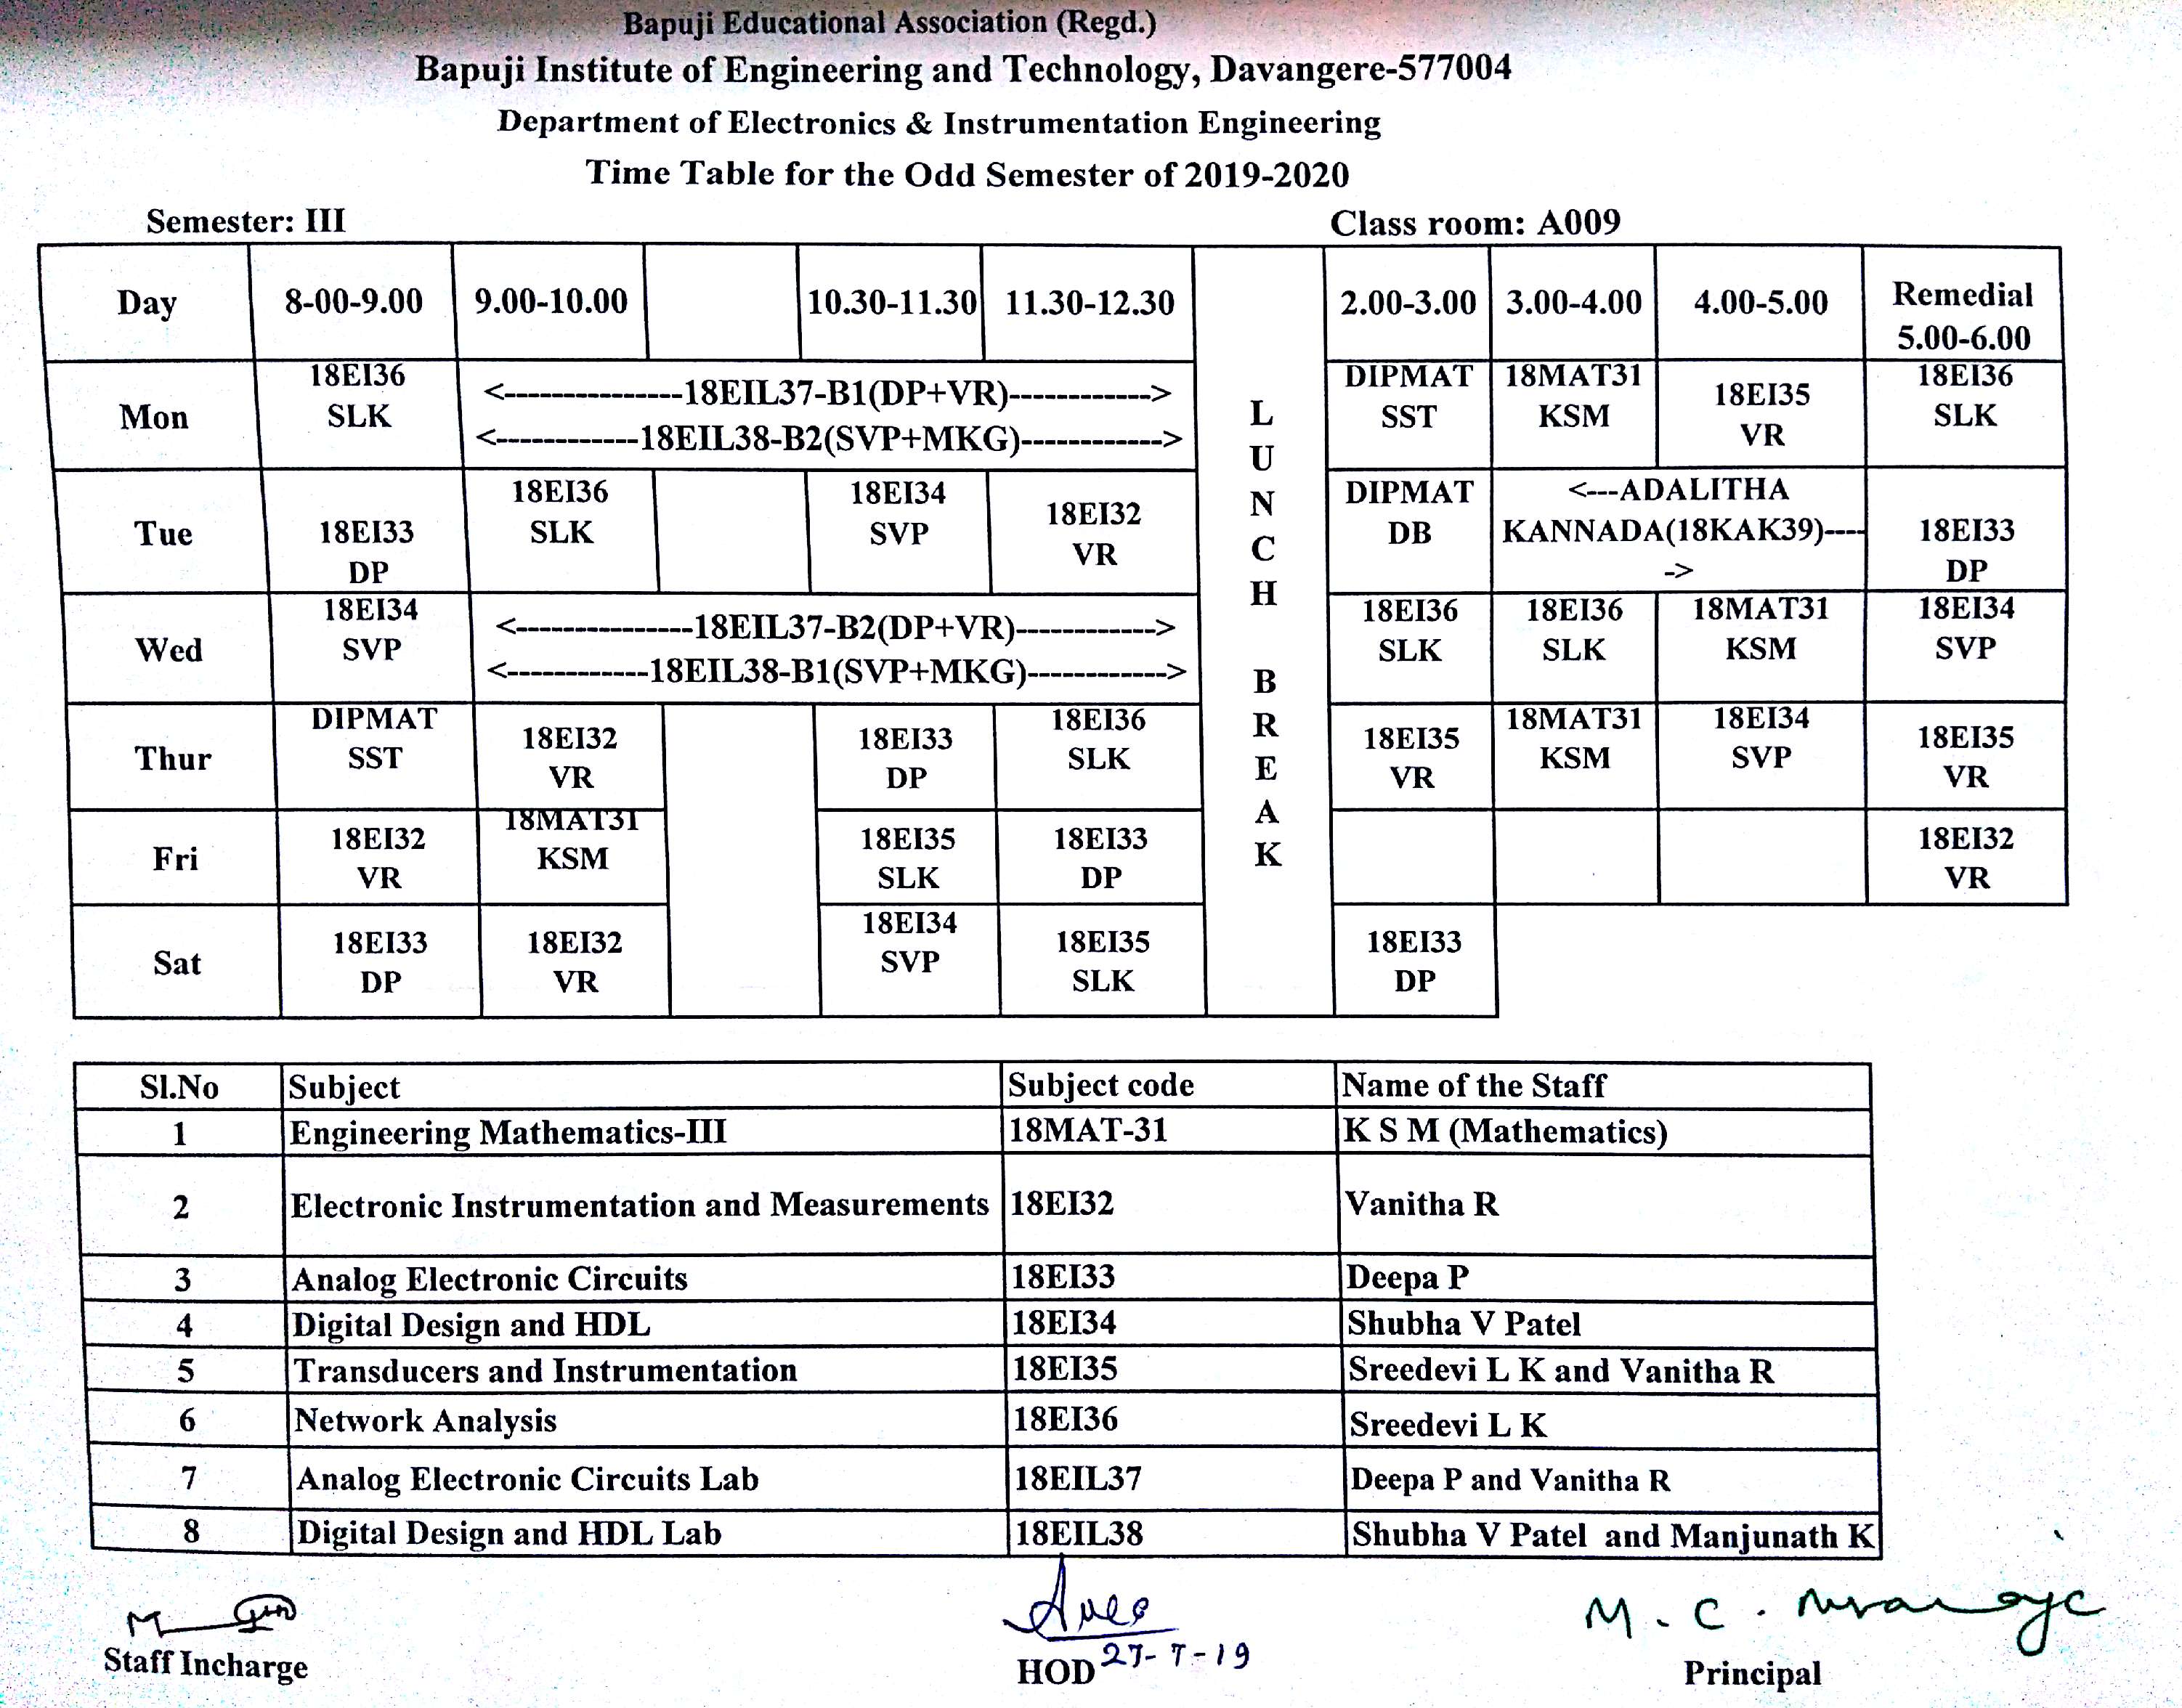 Bapuji Educational Association (Regd.)
Bapuji Institute of Engineering and Technology, Davangere-577004
Department of Electronics & Instrumentation Engineering
Time Table for the Odd Semester of 2019-2020
Semester: III Class room: A009
Day 8-00-9.00 9.00-10.00 10.30-11.30 11.30-12.30 LUNCH BREAK 2.00-3.00 3.00-4.00 4.00-5.00 Remedial 5.00-6.00
Mon
18EI36 SLK
<---------------18EIL37-B1(DP+VR)------------>
<------------18EIL38-B2(SVP+MKG)------------>
DIPMAT SST
18MAT31 KSM
18EI35 VR
18EI36 SLK
Tue
18EI33 DP
18EI36 SLK
18EI34 SVP
18EI32 VR
DIPMAT DB
<---ADALITHA
KANNADA(18KAK39)----
->
18EI33 DP
Wed
18EI34 SVP
<---------------18EIL37-B2(DP+VR)------------>
<------------18EIL38-B1(SVP+MKG)------------>
18EI36 SLK
18EI36 SLK
18MAT31 KSM
18EI34 SVP
Thur
DIPMAT SST
18EI32 VR
18EI33 DP
18EI36 SLK
18EI35 VR
18MAT31 KSM
18EI34 SVP
18EI35 VR
Fri
18EI32 VR
18MAT31 KSM
18EI35 SLK
18EI33 DP
18EI32 VR
Sat
18EI33 DP
18EI32 VR
18EI34 SVP
18EI35 SLK
18EI33 DP
Sl.No Subject Subject code Name of the Staff
1 Engineering Mathematics-III 18MAT-31 K S M (Mathematics)
2 Electronic Instrumentation and Measurements 18EI32 Vanitha R
3 Analog Electronic Circuits 18EI33 Deepa P
4 Digital Design and HDL 18EI34 Shubha V Patel
5 Transducers and Instrumentation 18EI35 Sreedevi L K and Vanitha R
6 Network Analysis 18EI36 Sreedevi L K
7 Analog Electronic Circuits Lab 18EIL37 Deepa P and Vanitha R
8 Digital Design and HDL Lab 18EIL38 Shubha V Patel and Manjunath K
M. C.
27-7-19
Staff Incharge HOD Principal